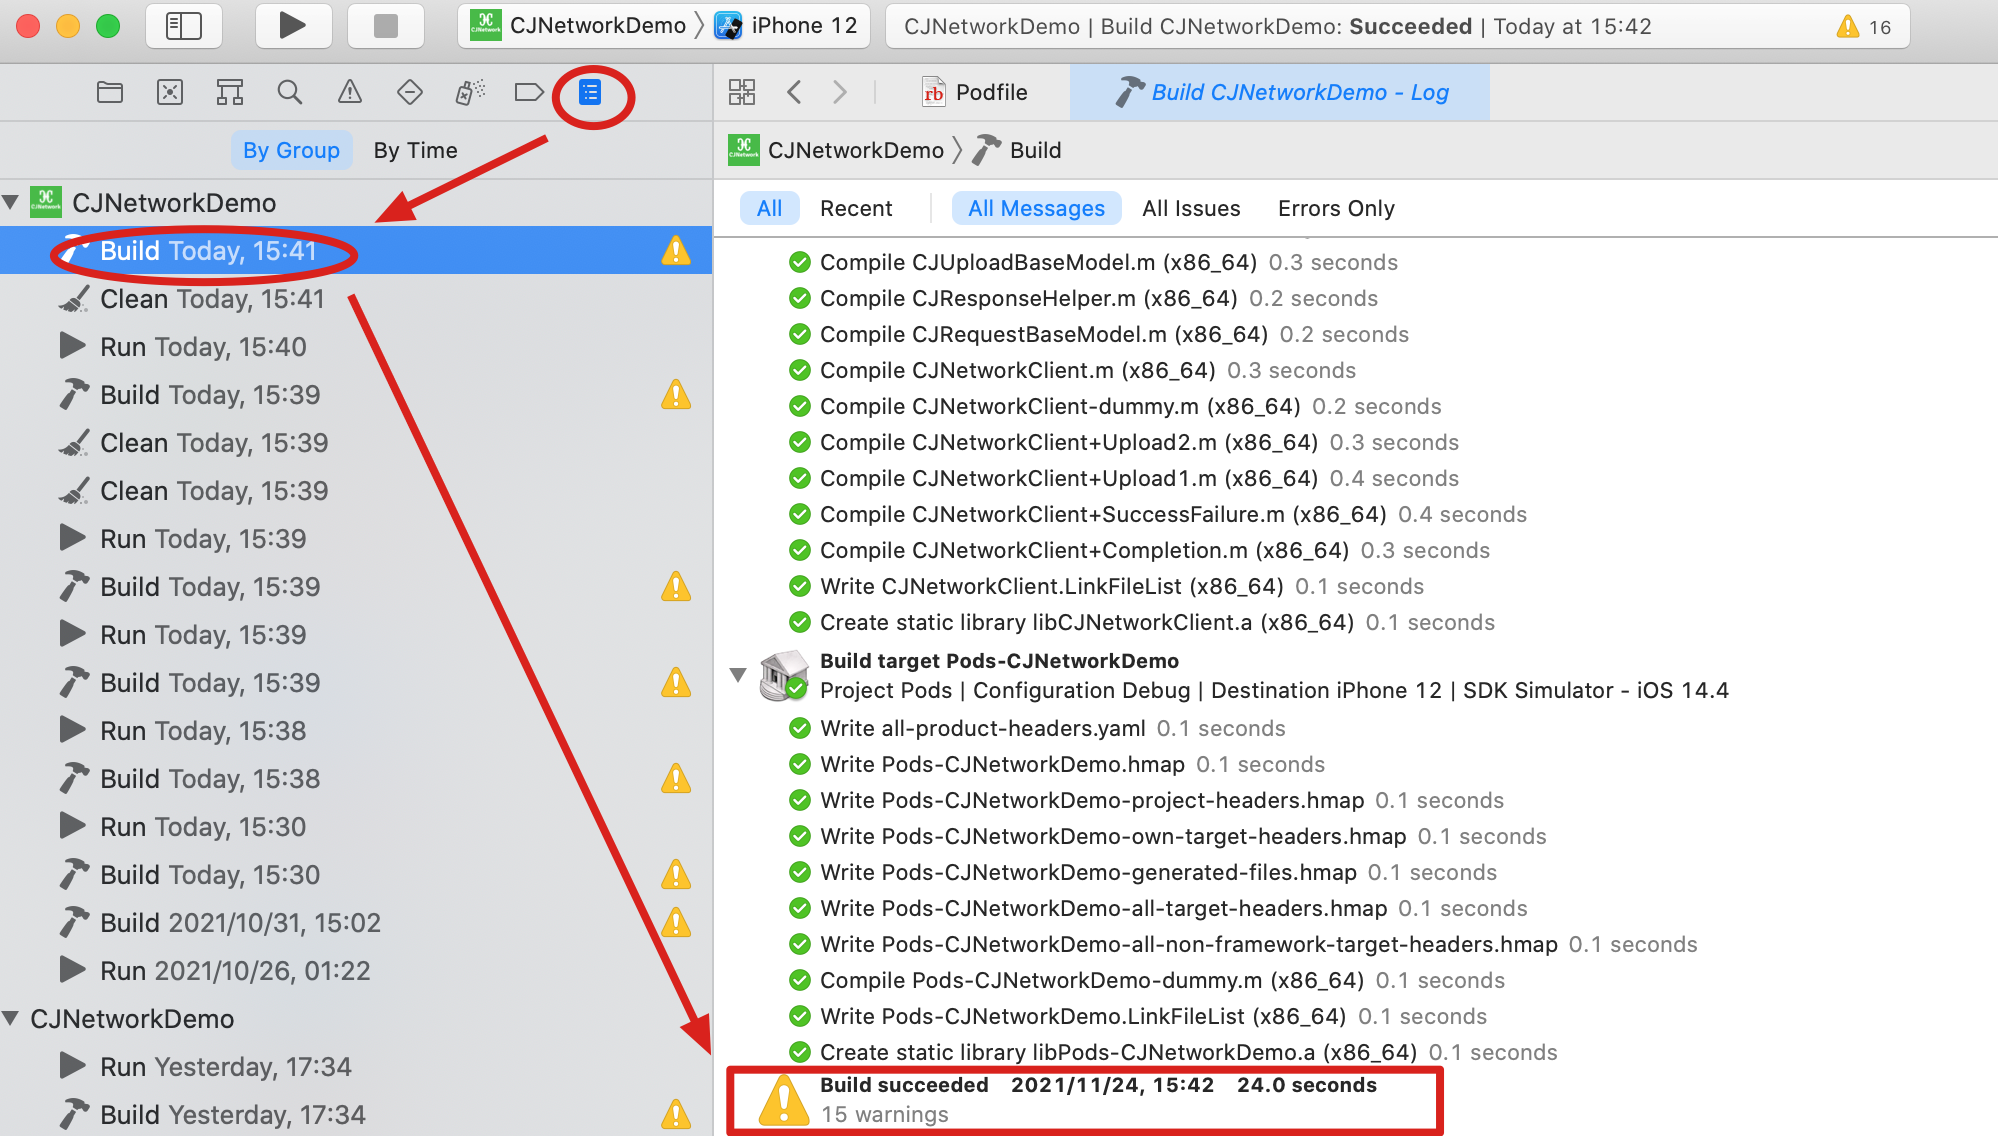 CJNetworkDemo
iPhone 12
CJNetworkDemo | Build CJNetworkDemo: Succeeded | Today at 15:42
16
rb
Podfile
Build CJNetworkDemo - Log
By Group
By Time
CJNetworkDemo
Build
CJNetworkDemo
All
Recent
All Messages
All Issues
Errors Only
Build Today, 15:41
Clean Today, 15:41
Run Today, 15:40
Build Today, 15:39
Clean Today, 15:39
Clean Today, 15:39
Run Today, 15:39
Build Today, 15:39
Run Today, 15:39
Build Today, 15:39
Run Today, 15:38
Build Today, 15:38
Run Today, 15:30
Build Today, 15:30
Build 2021/10/31, 15:02
Run 2021/10/26, 01:22
CJNetworkDemo
Run Yesterday, 17:34
Build Yesterday, 17:34
Compile CJUploadBaseModel.m (x86_64) 0.3 seconds
Compile CJResponseHelper.m (x86_64) 0.2 seconds
Compile CJRequestBaseModel.m (x86_64) 0.2 seconds
Compile CJNetworkClient.m (x86_64) 0.3 seconds
Compile CJNetworkClient-dummy.m (x86_64) 0.2 seconds
Compile CJNetworkClient+Upload2.m (x86_64) 0.3 seconds
Compile CJNetworkClient+Upload1.m (x86_64) 0.4 seconds
Compile CJNetworkClient+SuccessFailure.m (x86_64) 0.4 seconds
Compile CJNetworkClient+Completion.m (x86_64) 0.3 seconds
Write CJNetworkClient.LinkFileList (x86_64) 0.1 seconds
Create static library libCJNetworkClient.a (x86_64) 0.1 seconds
Build target Pods-CJNetworkDemo
Project Pods | Configuration Debug | Destination iPhone 12 | SDK Simulator - iOS 14.4
Write all-product-headers.yaml 0.1 seconds
Write Pods-CJNetworkDemo.hmap 0.1 seconds
Write Pods-CJNetworkDemo-project-headers.hmap 0.1 seconds
Write Pods-CJNetworkDemo-own-target-headers.hmap 0.1 seconds
Write Pods-CJNetworkDemo-generated-files.hmap 0.1 seconds
Write Pods-CJNetworkDemo-all-target-headers.hmap 0.1 seconds
Write Pods-CJNetworkDemo-all-non-framework-target-headers.hmap 0.1 seconds
Compile Pods-CJNetworkDemo-dummy.m (x86_64) 0.1 seconds
Write Pods-CJNetworkDemo.LinkFileList (x86_64) 0.1 seconds
Create static library libPods-CJNetworkDemo.a (x86_64) 0.1 seconds
Build succeeded 2021/11/24, 15:42 24.0 seconds
15 warnings